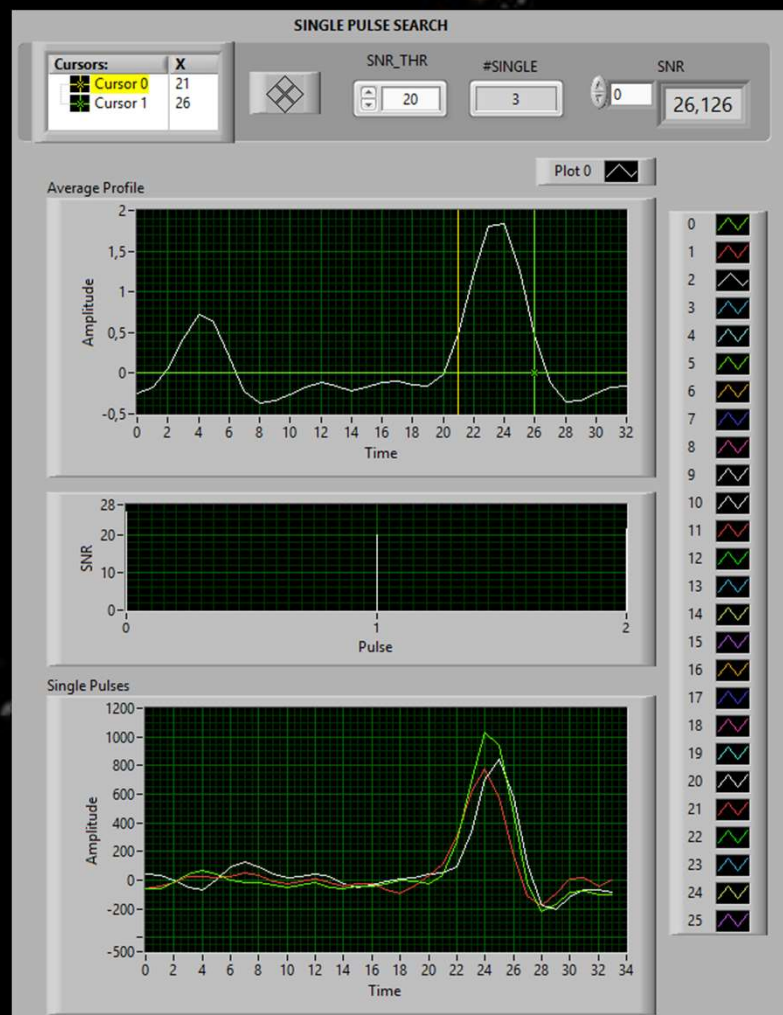 SINGLE PULSE SEARCH
Cursors: X
Cursor 0 21
Cursor 1 26
SNR_THR
20
#SINGLE
3
SNR
0
26,126
Plot 0
Average Profile
Amplitude
2
1,5
1
0,5
0
-0,5
0 2 4 6 8 10 12 14 16 18 20 22 24 26 28 30 32
Time
SNR
28
20
10
0
0 1 2
Pulse
Single Pulses
Amplitude
1200
1000
800
600
400
200
0
-200
-500
0 2 4 6 8 10 12 14 16 18 20 22 24 26 28 30 32 34
Time
0
1
2
3
4
5
6
7
8
9
10
11
12
13
14
15
16
17
18
19
20
21
22
23
24
25